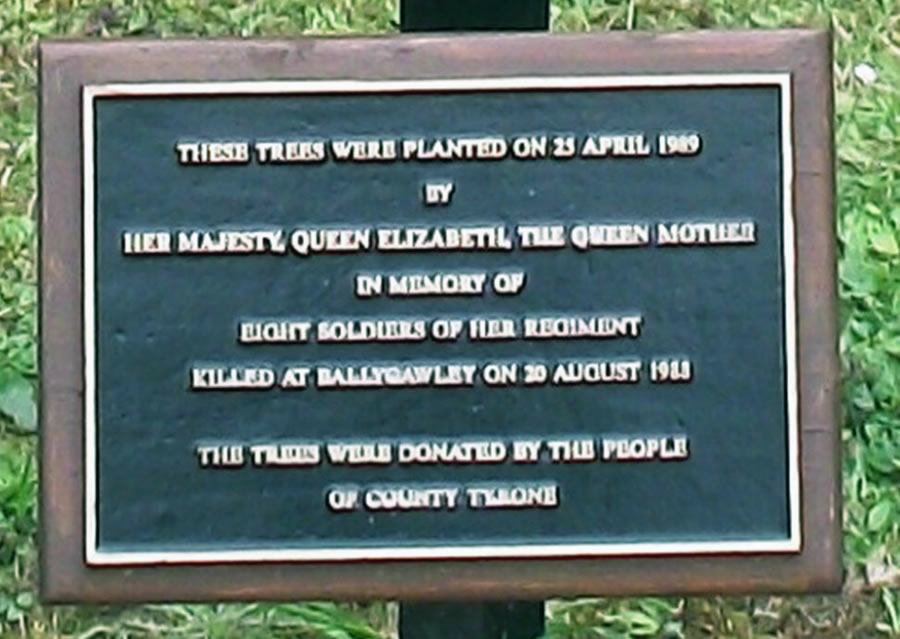 THESE TREES WERE PLANTED ON 25 APRIL 1989
BY
HER MAJESTY, QUEEN ELIZABETH, THE QUEEN MOTHER
IN MEMORY OF
EIGHT SOLDIERS OF HER REGIMENT
KILLED AT BALLYGAWLEY ON 20 AUGUST 1988
THE TREES WERE DONATED BY THE PEOPLE
OF COUNTY TYRONE